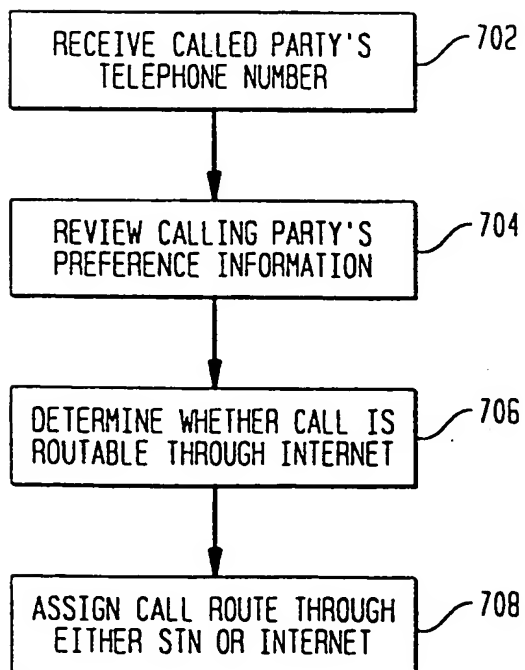 RECEIVE CALLED PARTY'S
TELEPHONE NUMBER
702
REVIEW CALLING PARTY'S
PREFERENCE INFORMATION
704
DETERMINE WHETHER CALL IS
ROUTABLE THROUGH INTERNET
706
ASSIGN CALL ROUTE THROUGH
EITHER STN OR INTERNET
708